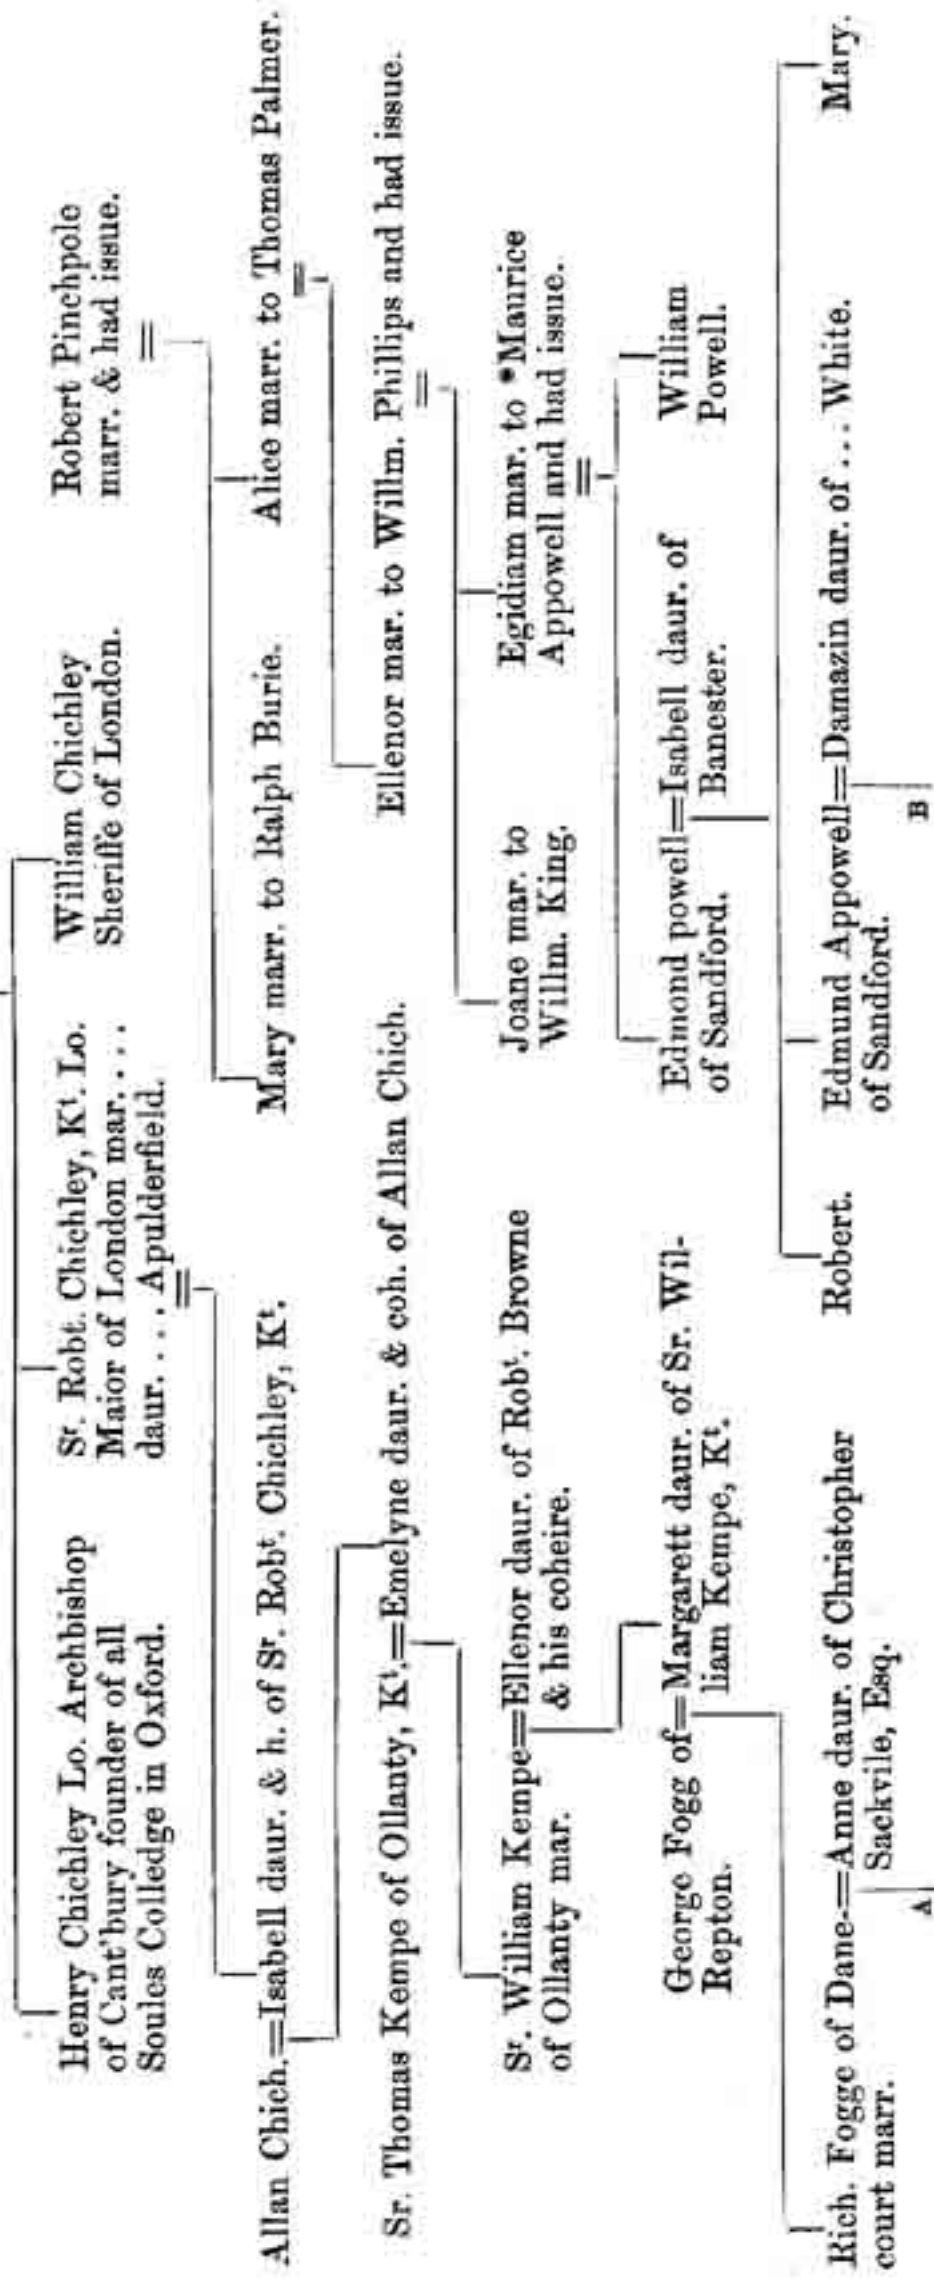 Henry Chichley Lo. Archbishop
of Cant'bury founder of all
Soules Colledge in Oxford.
Sr. Robt. Chichley, Kt. Lo.
Maior of London mar. . . .
daur. . . . Apulderfield.
William Chichley
Sheriffe of London.
Robert Pinchpole
marr. & had issue.
Allan Chich.=Isabell daur. & h. of Sr. Robt. Chichley, Kt.
Mary marr. to Ralph Burie.
Alice marr. to Thomas Palmer.
Sr. Thomas Kempe of Ollanty, Kt.=Emelyne daur. & coh. of Allan Chich.
Ellenor mar. to Willm. Phillips and had issue.
Sr. William Kempe=Ellenor daur. of Robt. Browne
of Ollanty mar. & his coheire.
Joane mar. to
Willm. King.
Egidiam mar. to *Maurice
Appowell and had issue.
George Fogg of=Margarett daur. of Sr. Wil-
Repton. liam Kempe, Kt.
Edmond powell=Isabell daur. of
of Sandford. Banester.
William
Powell.
Rich. Fogge of Dane-=Anne daur. of Christopher
court marr. Sackvile, Esq.
Robert.
Edmund Appowell=Damazin daur. of . . . White.
of Sandford.
Mary.
A
B